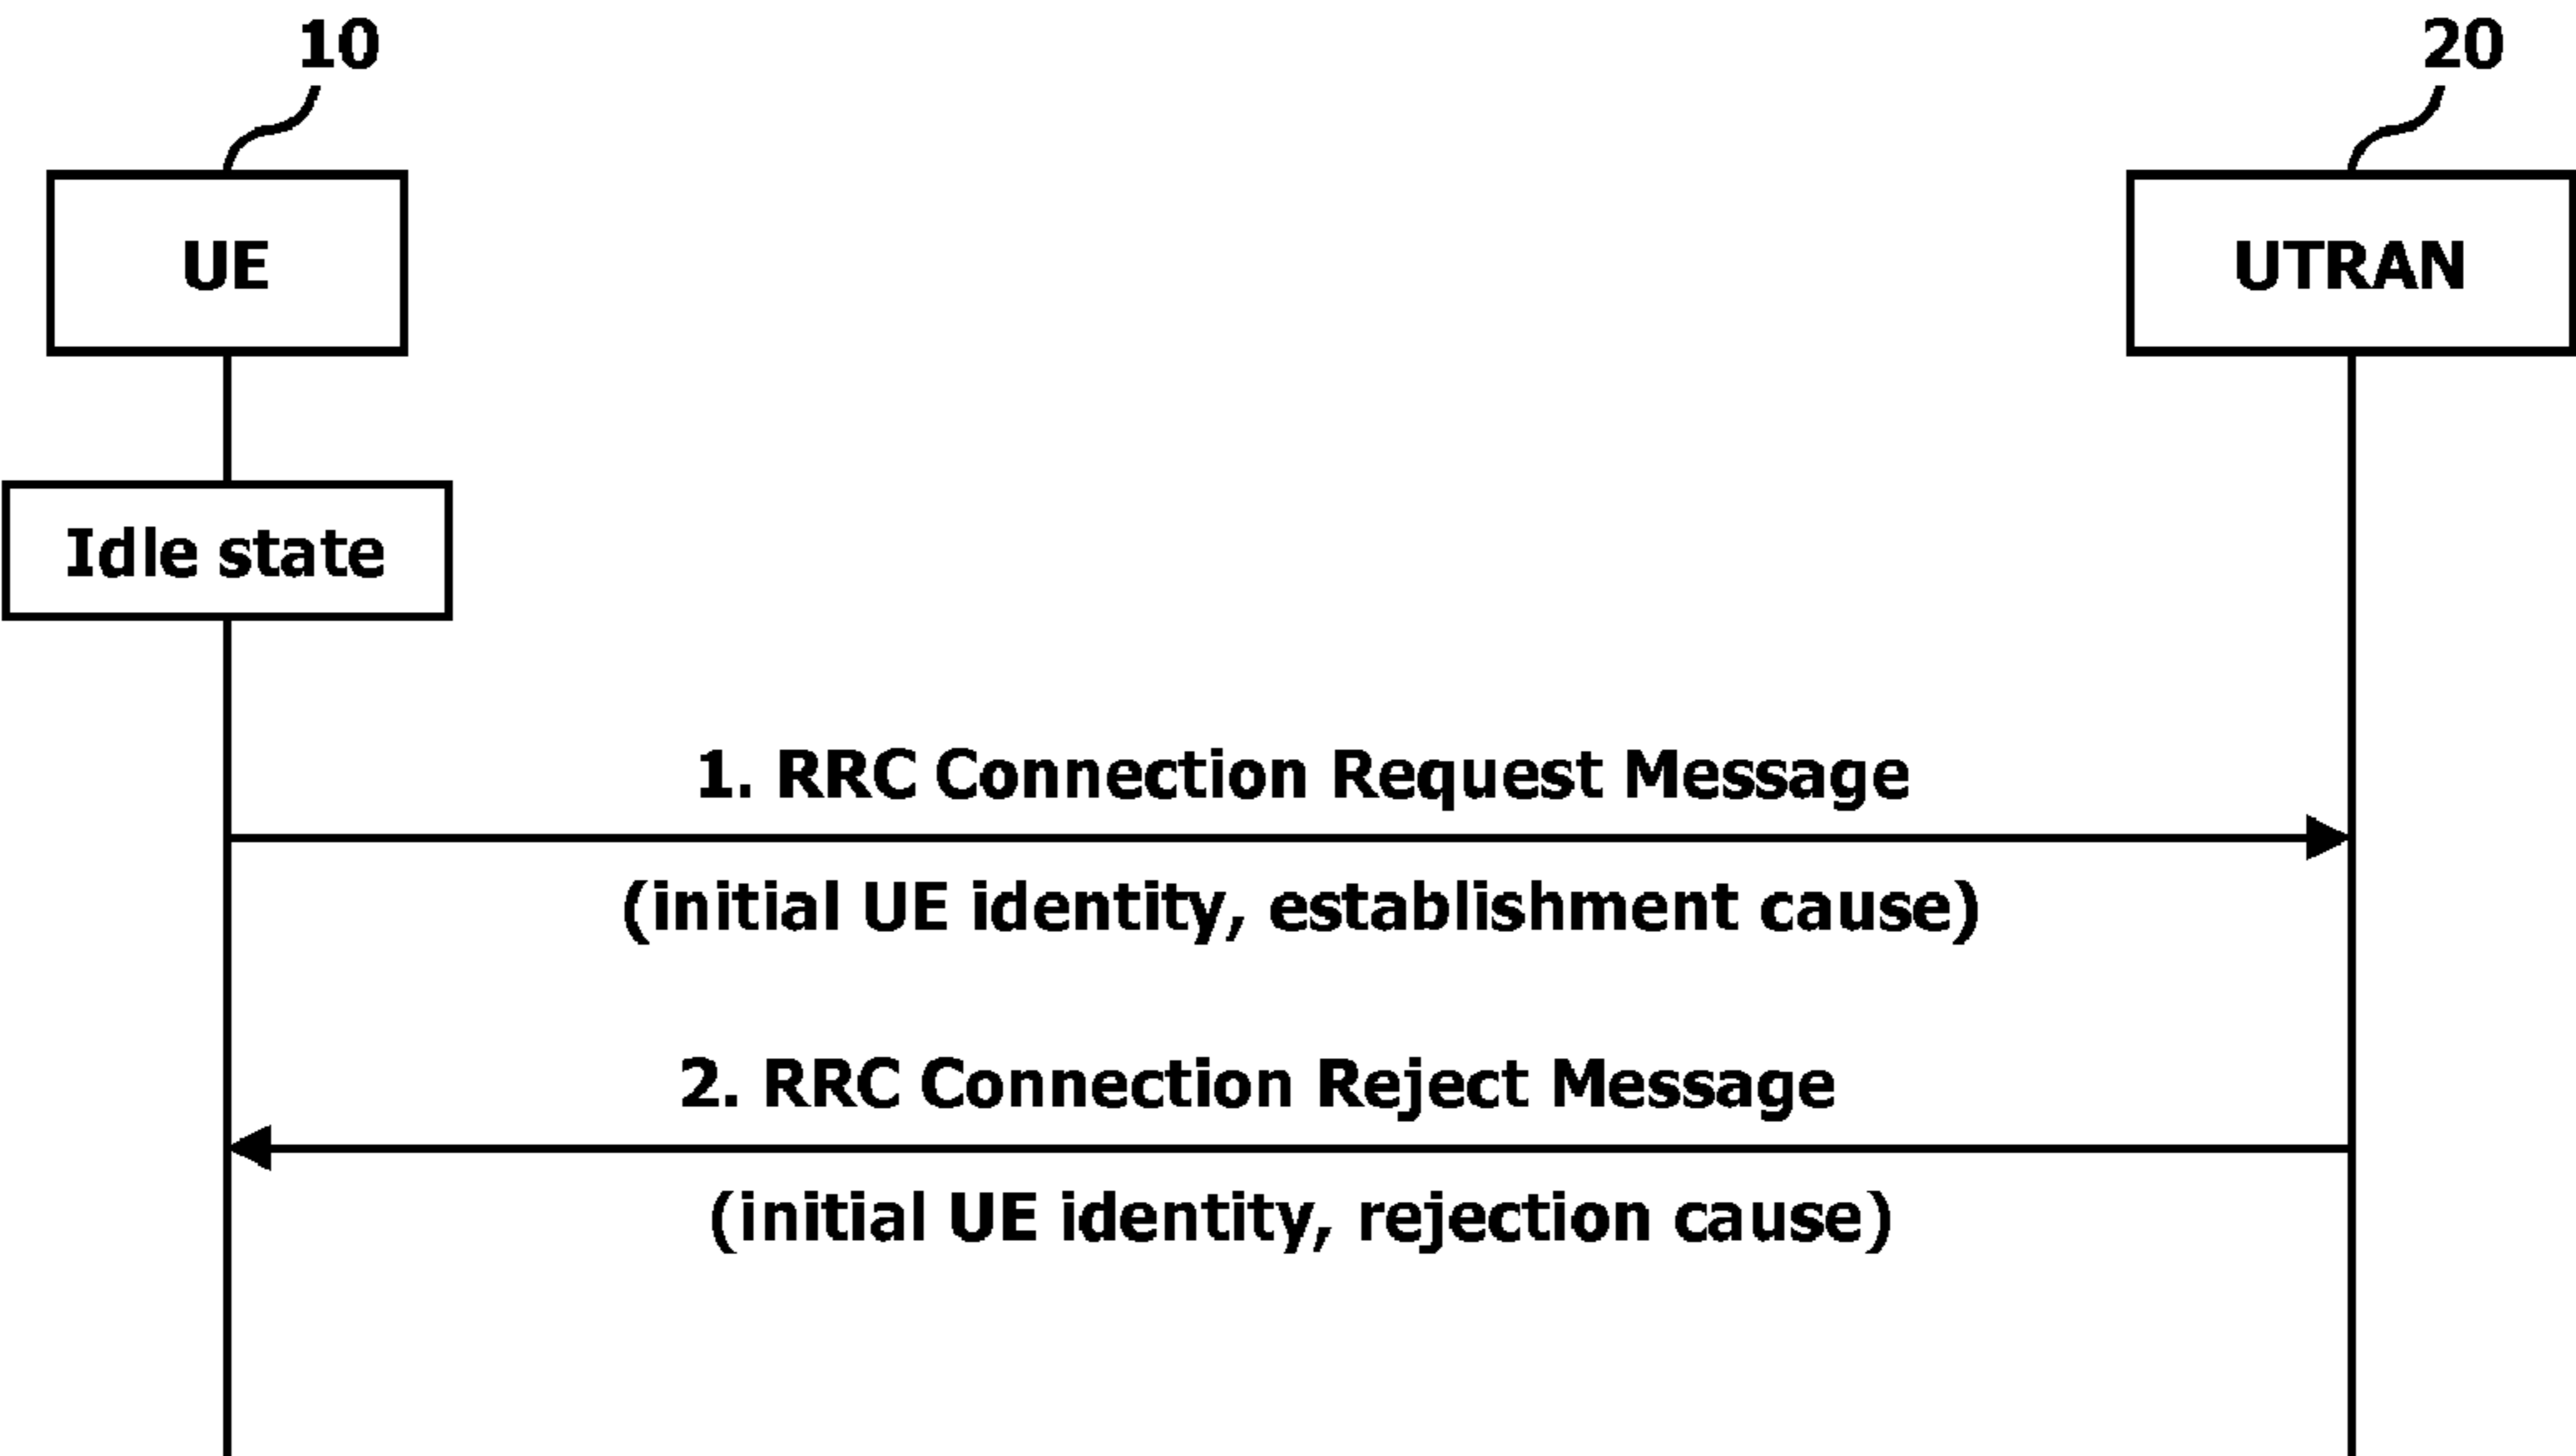 10
20
UE
UTRAN
Idle state
1. RRC Connection Request Message
(initial UE identity, establishment cause)
2. RRC Connection Reject Message
(initial UE identity, rejection cause)